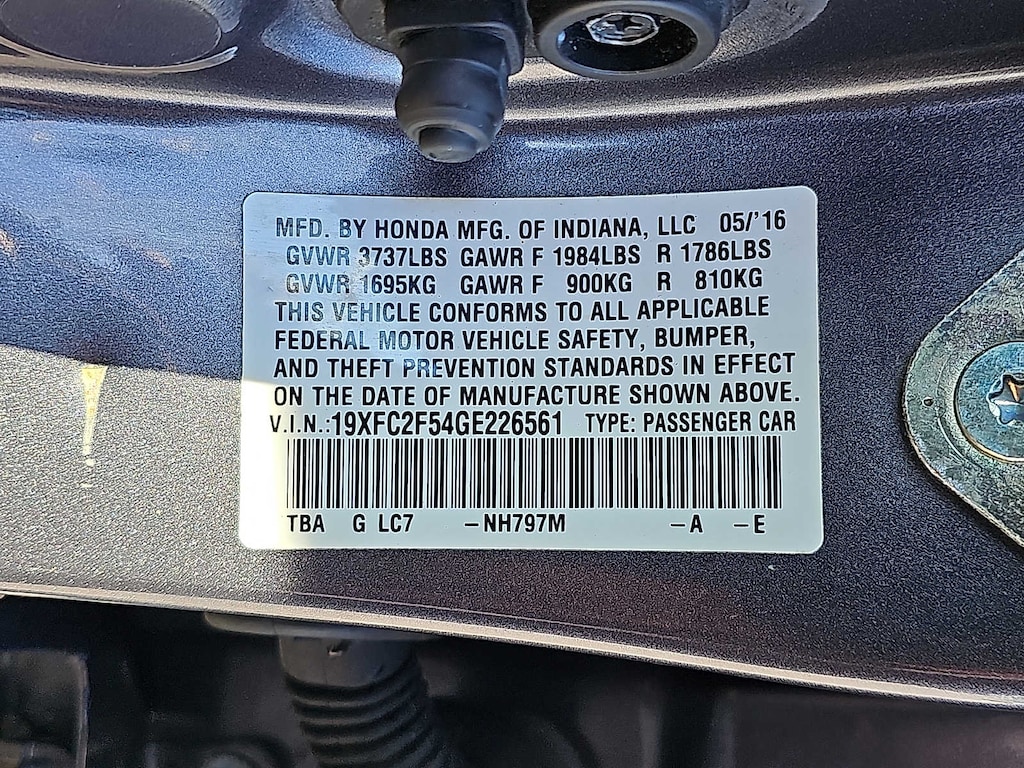 MFD. BY HONDA MFG. OF INDIANA, LLC 05/'16
GVWR 3737LBS GAWR F 1984LBS R 1786LBS
GVWR 1695KG GAWR F 900KG R 810KG
THIS VEHICLE CONFORMS TO ALL APPLICABLE
FEDERAL MOTOR VEHICLE SAFETY, BUMPER,
AND THEFT PREVENTION STANDARDS IN EFFECT
ON THE DATE OF MANUFACTURE SHOWN ABOVE.
V.I.N.:19XFC2F54GE226561 TYPE: PASSENGER CAR
TBA G LC7 -NH797M -A -E